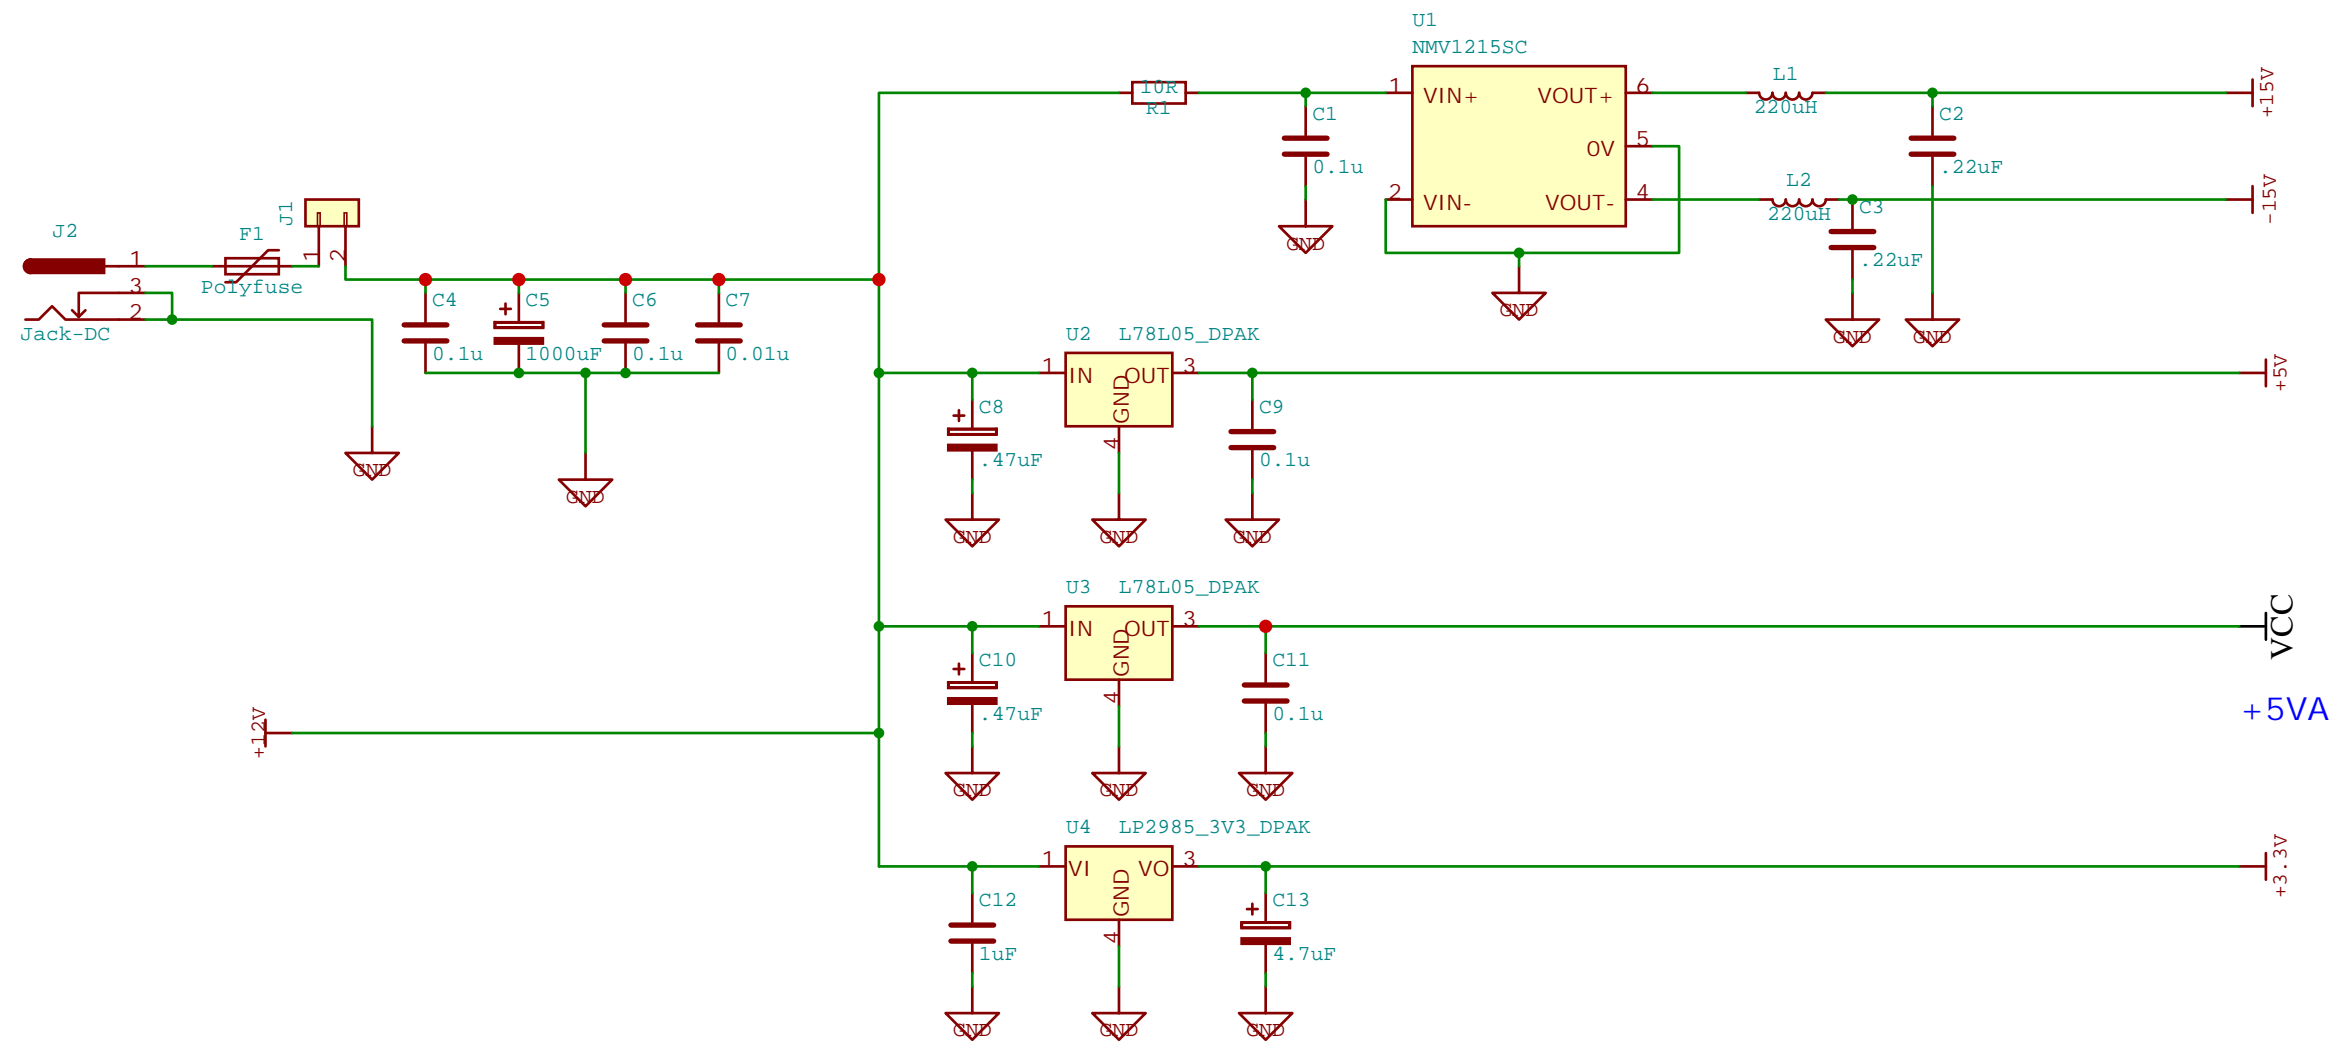 U1
NMV1215SC
10R
R1
C1
0.1u
1
VIN+
VOUT+
6
0V
5
2
VIN-
VOUT-
4
GND
GND
L1
220uH
C2
.22uF
+15V
L2
220uH
C3
.22uF
-15V
GND
GND
J2
1
3
2
Jack-DC
F1
Polyfuse
J1
1
2
GND
C4
0.1u
C5
+
1000uF
C6
0.1u
C7
0.01u
GND
U2 L78L05_DPAK
1
IN
OUT
3
GND
4
C8
+
.47uF
C9
0.1u
+5V
GND
GND
GND
U3 L78L05_DPAK
1
IN
OUT
3
GND
4
C10
+
.47uF
C11
0.1u
VCC
+5VA
GND
GND
GND
+12V
U4 LP2985_3V3_DPAK
1
VI
VO
3
GND
4
C12
1uF
C13
+
4.7uF
+3.3V
GND
GND
GND